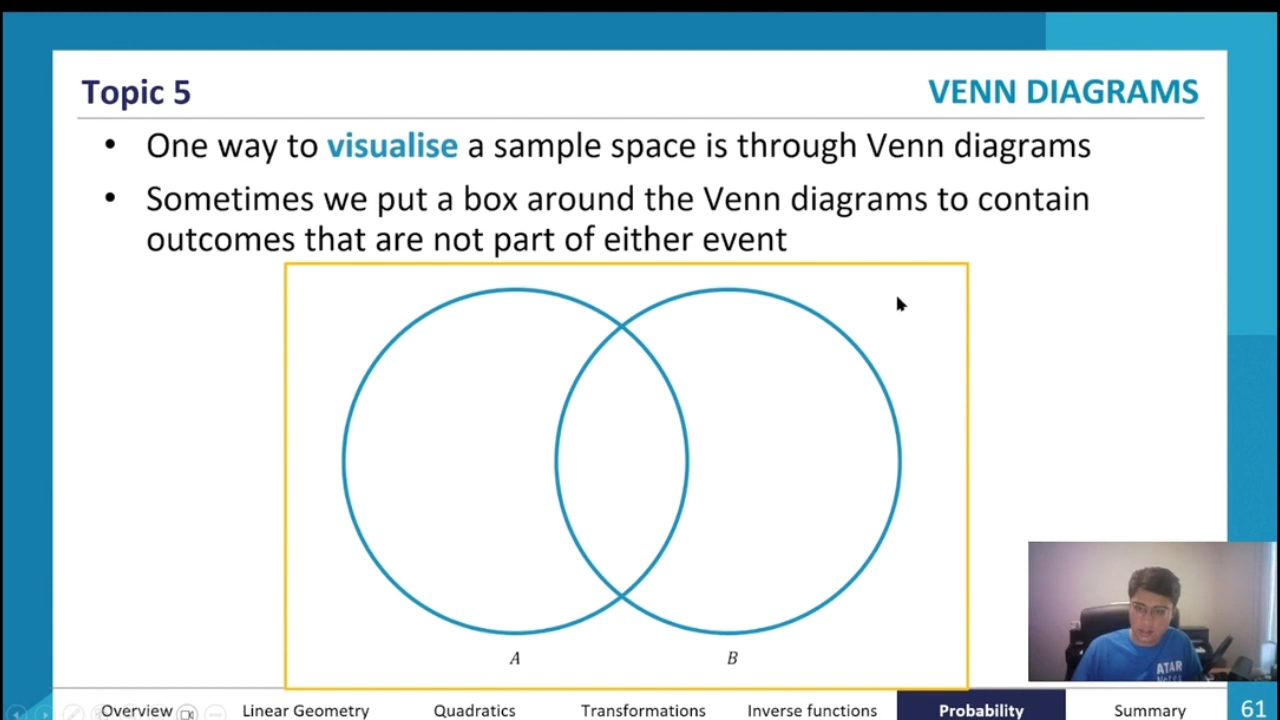 Topic 5
VENN DIAGRAMS
• One way to visualise a sample space is through Venn diagrams
• Sometimes we put a box around the Venn diagrams to contain
outcomes that are not part of either event
A
B
ATAR
Notes
Overview
Linear Geometry
Quadratics
Transformations
Inverse functions
Probability
Summary
61